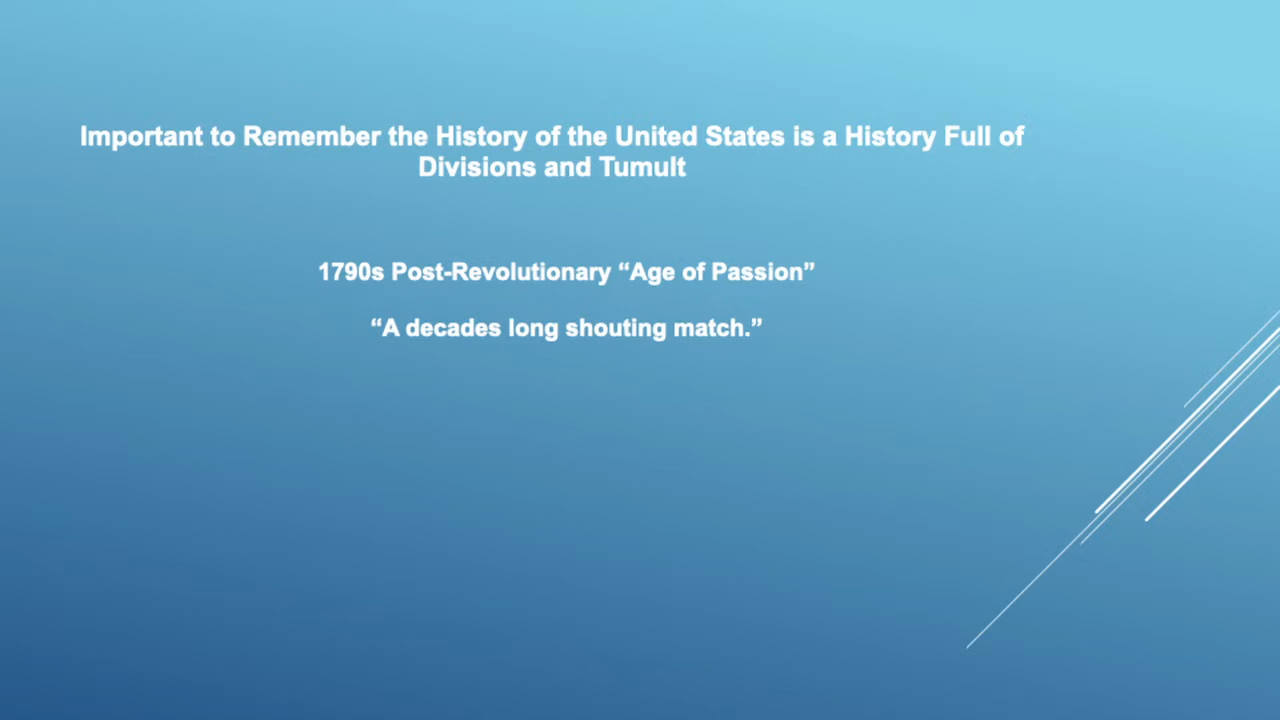 Important to Remember the History of the United States is a History Full of
Divisions and Tumult
1790s Post-Revolutionary “Age of Passion”
“A decades long shouting match.”